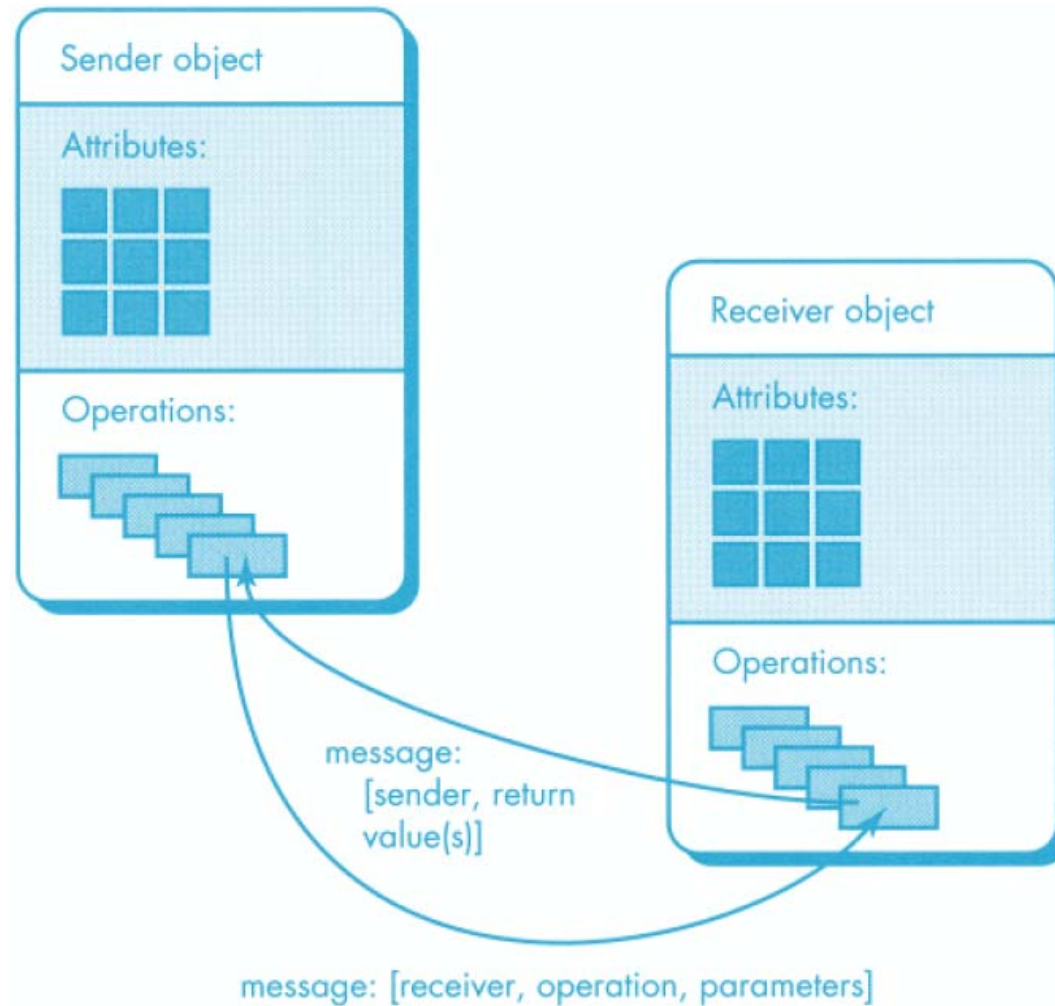 Sender object
Attributes:
Operations:
Receiver object
Attributes:
Operations:
message:
[sender, return
value(s)]
message: [receiver, operation, parameters]